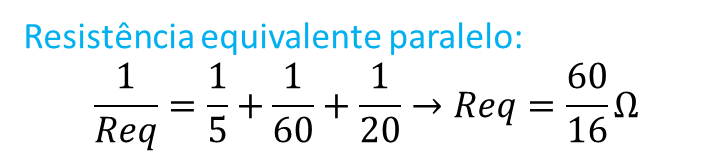 Resistência equivalente paralelo:
1/Req = 1/5 + 1/60 + 1/20 → Req = 60/16 Ω